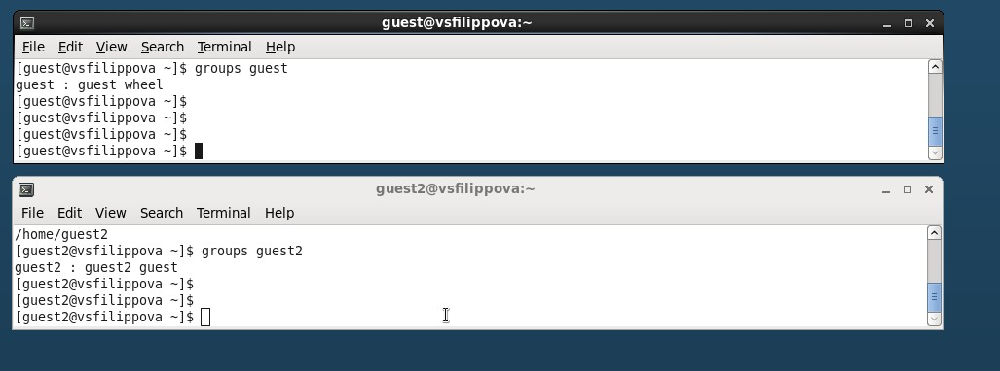 guest@vsfilippova:~
File Edit View Search Terminal Help
[guest@vsfilippova ~]$ groups guest
guest : guest wheel
[guest@vsfilippova ~]$
[guest@vsfilippova ~]$
[guest@vsfilippova ~]$
[guest@vsfilippova ~]$
guest2@vsfilippova:~
File Edit View Search Terminal Help
/home/guest2
[guest2@vsfilippova ~]$ groups guest2
guest2 : guest2 guest
[guest2@vsfilippova ~]$
[guest2@vsfilippova ~]$
[guest2@vsfilippova ~]$